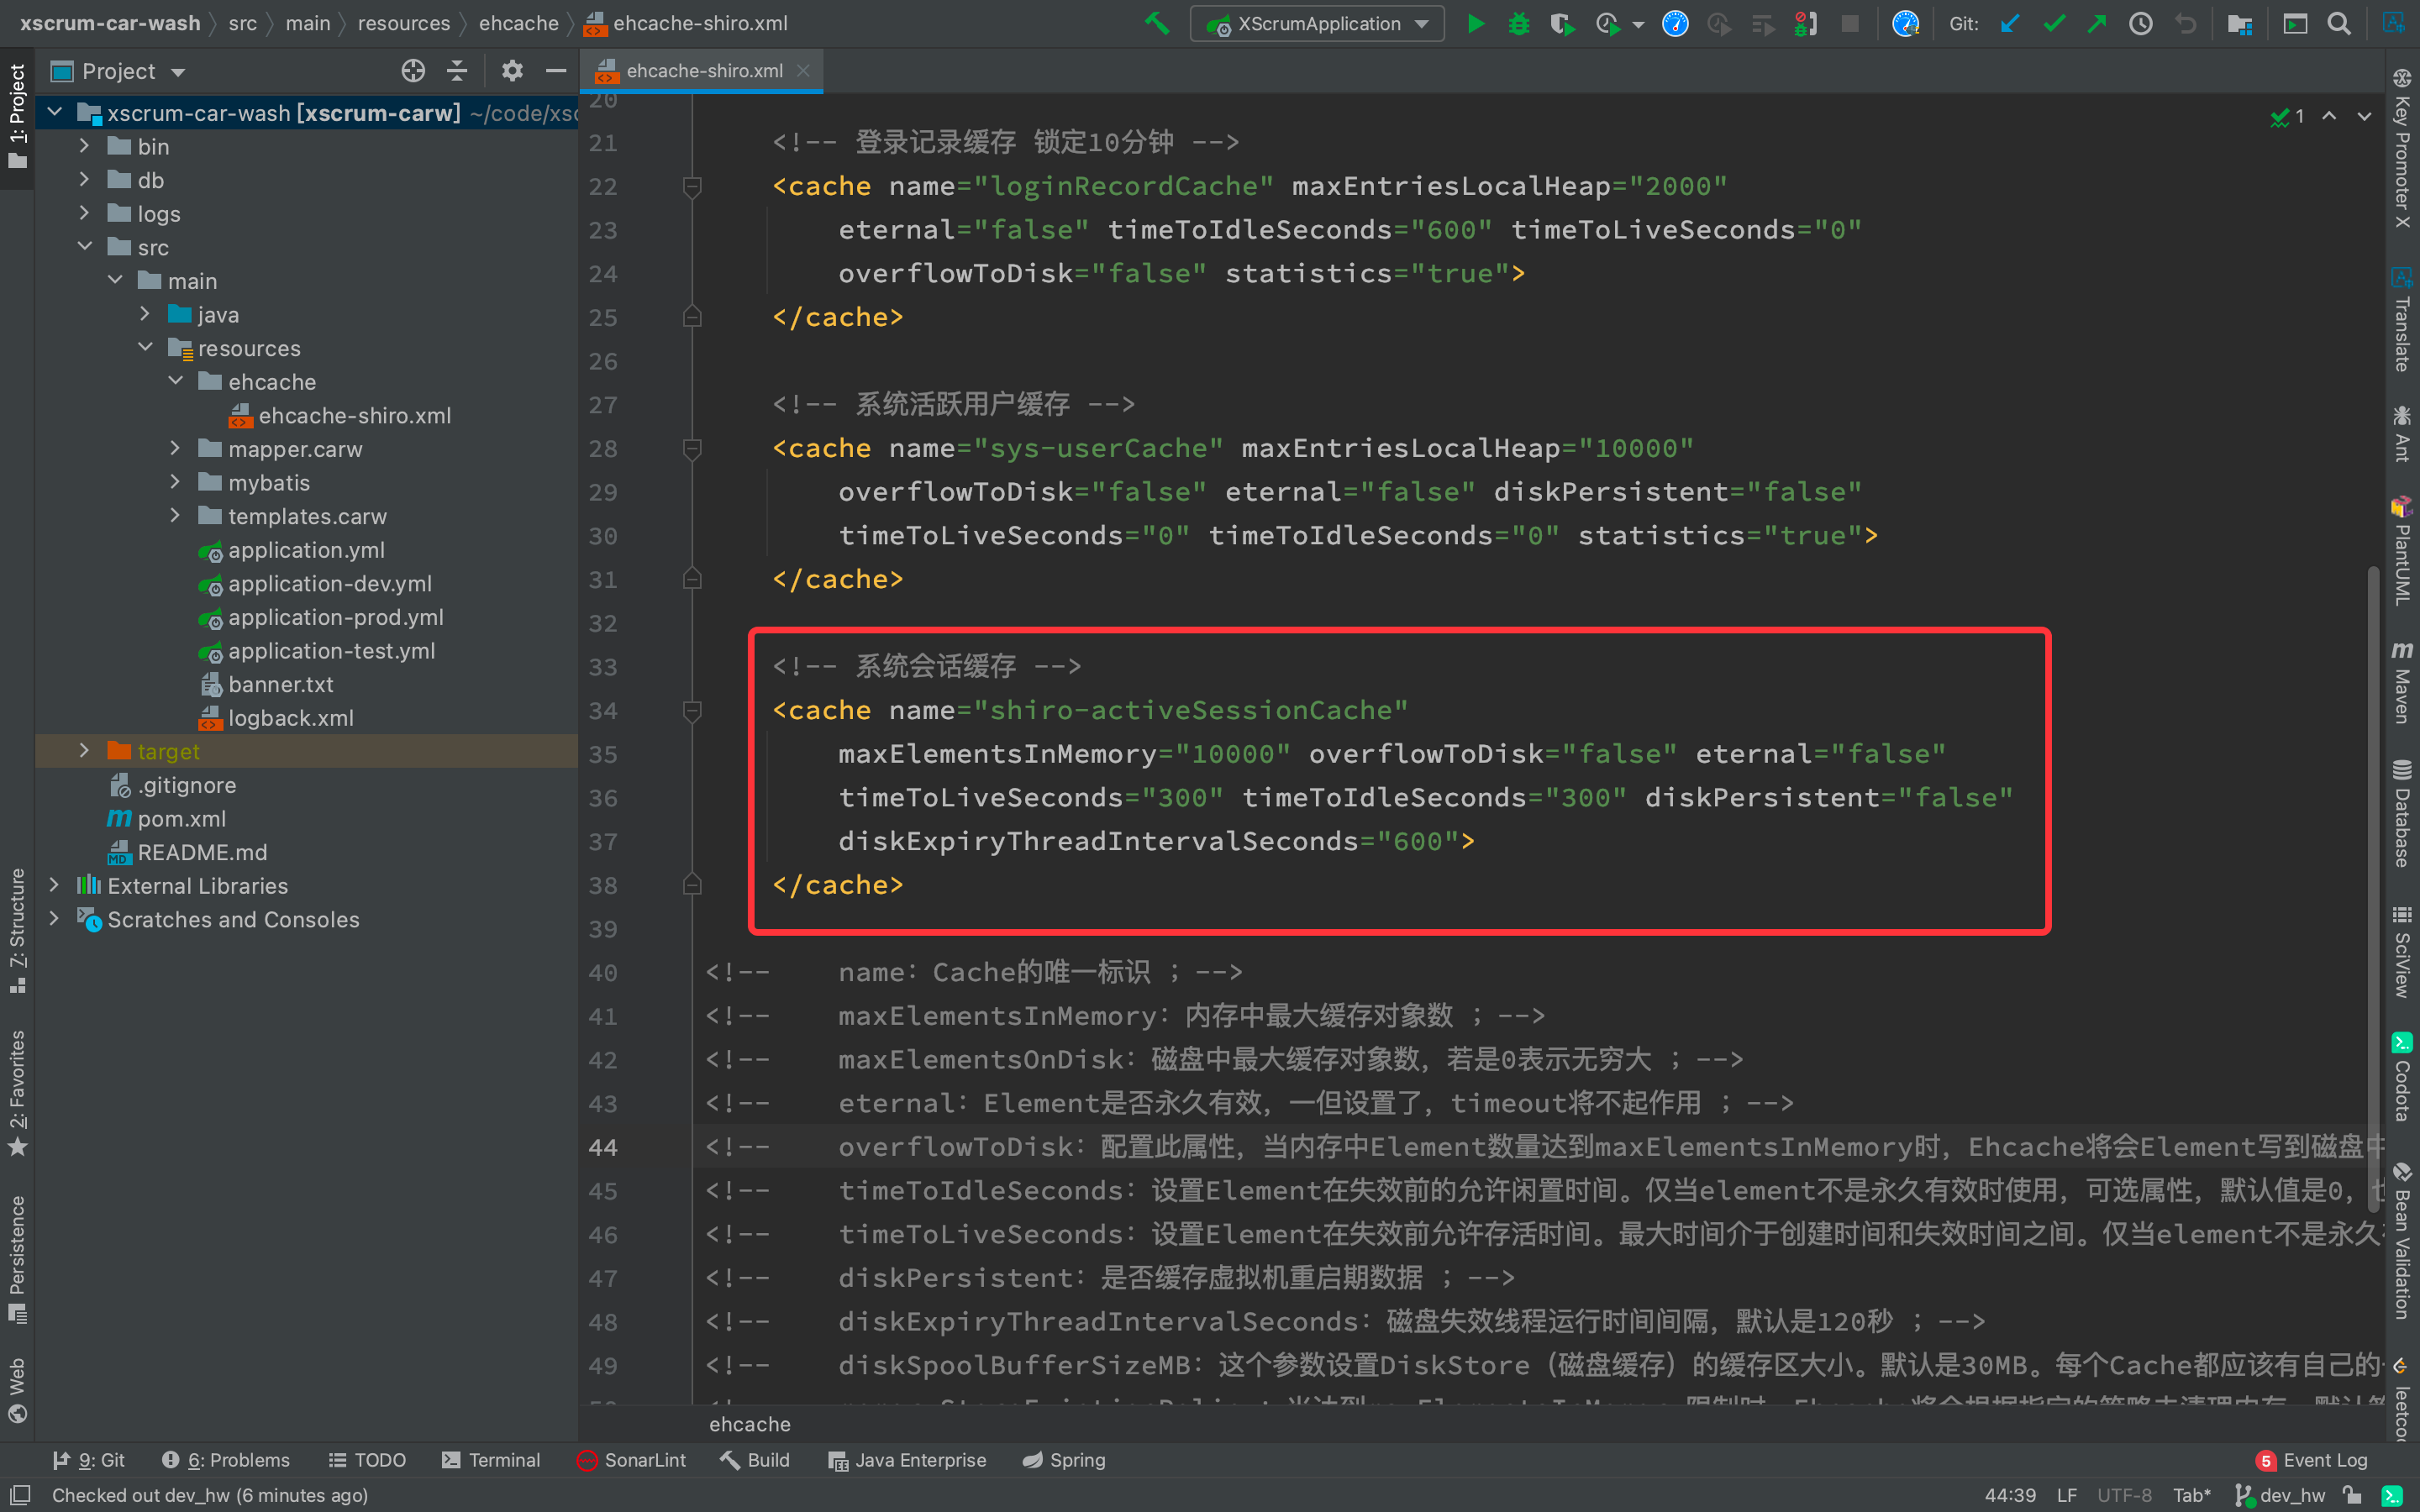 xscrum-car-wash src main resources ehcache ehcache-shiro.xml
XScrumApplication
Git:
Project
ehcache-shiro.xml
1: Project
xscrum-car-wash [xscrum-carw] ~/code/xsc
bin
db
logs
src
main
java
resources
ehcache
ehcache-shiro.xml
mapper.carw
mybatis
templates.carw
application.yml
application-dev.yml
application-prod.yml
application-test.yml
banner.txt
logback.xml
target
.gitignore
pom.xml
README.md
External Libraries
Scratches and Consoles
7: Structure
2: Favorites
Persistence
Web
1
20
21 <!-- 登录记录缓存 锁定10分钟 -->
22 <cache name="loginRecordCache" maxEntriesLocalHeap="2000"
23 eternal="false" timeToIdleSeconds="600" timeToLiveSeconds="0"
24 overflowToDisk="false" statistics="true">
25 </cache>
26
27 <!-- 系统活跃用户缓存 -->
28 <cache name="sys-userCache" maxEntriesLocalHeap="10000"
29 overflowToDisk="false" eternal="false" diskPersistent="false"
30 timeToLiveSeconds="0" timeToIdleSeconds="0" statistics="true">
31 </cache>
32
33 <!-- 系统会话缓存 -->
34 <cache name="shiro-activeSessionCache"
35 maxElementsInMemory="10000" overflowToDisk="false" eternal="false"
36 timeToLiveSeconds="300" timeToIdleSeconds="300" diskPersistent="false"
37 diskExpiryThreadIntervalSeconds="600">
38 </cache>
39
40 <!-- name：Cache的唯一标识 ；-->
41 <!-- maxElementsInMemory：内存中最大缓存对象数 ；-->
42 <!-- maxElementsOnDisk：磁盘中最大缓存对象数，若是0表示无穷大 ；-->
43 <!-- eternal：Element是否永久有效，一但设置了，timeout将不起作用 ；-->
44 <!-- overflowToDisk：配置此属性，当内存中Element数量达到maxElementsInMemory时，Ehcache将会Element写到磁盘中
45 <!-- timeToIdleSeconds：设置Element在失效前的允许闲置时间。仅当element不是永久有效时使用，可选属性，默认值是0，
46 <!-- timeToLiveSeconds：设置Element在失效前允许存活时间。最大时间介于创建时间和失效时间之间。仅当element不是永久
47 <!-- diskPersistent：是否缓存虚拟机重启期数据 ；-->
48 <!-- diskExpiryThreadIntervalSeconds：磁盘失效线程运行时间间隔，默认是120秒 ；-->
49 <!-- diskSpoolBufferSizeMB：这个参数设置DiskStore（磁盘缓存）的缓存区大小。默认是30MB。每个Cache都应该有自己的
ehcache
Key Promoter X
Translate
Ant
PlantUML
Maven
Database
SciView
Codota
Bean Validation
leetcod
9: Git 6: Problems TODO Terminal SonarLint Build Java Enterprise Spring 5 Event Log
Checked out dev_hw (6 minutes ago) 44:39 LF UTF-8 Tab* dev_hw